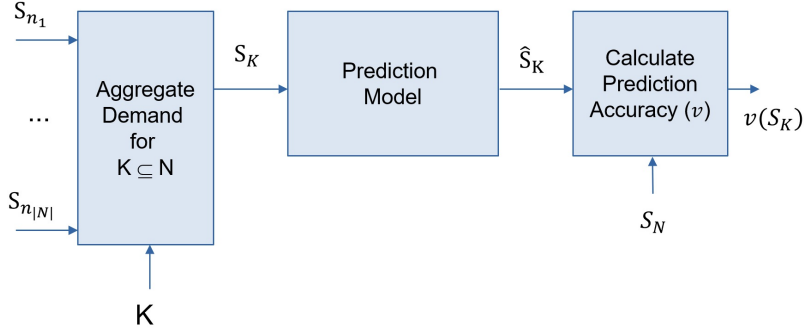 S_{n_1}
...
S_{n_{|N|}}
Aggregate
Demand
for
K ⊆ N
K
S_K
Prediction
Model
Ŝ_K
Calculate
Prediction
Accuracy (v)
S_N
v(S_K)